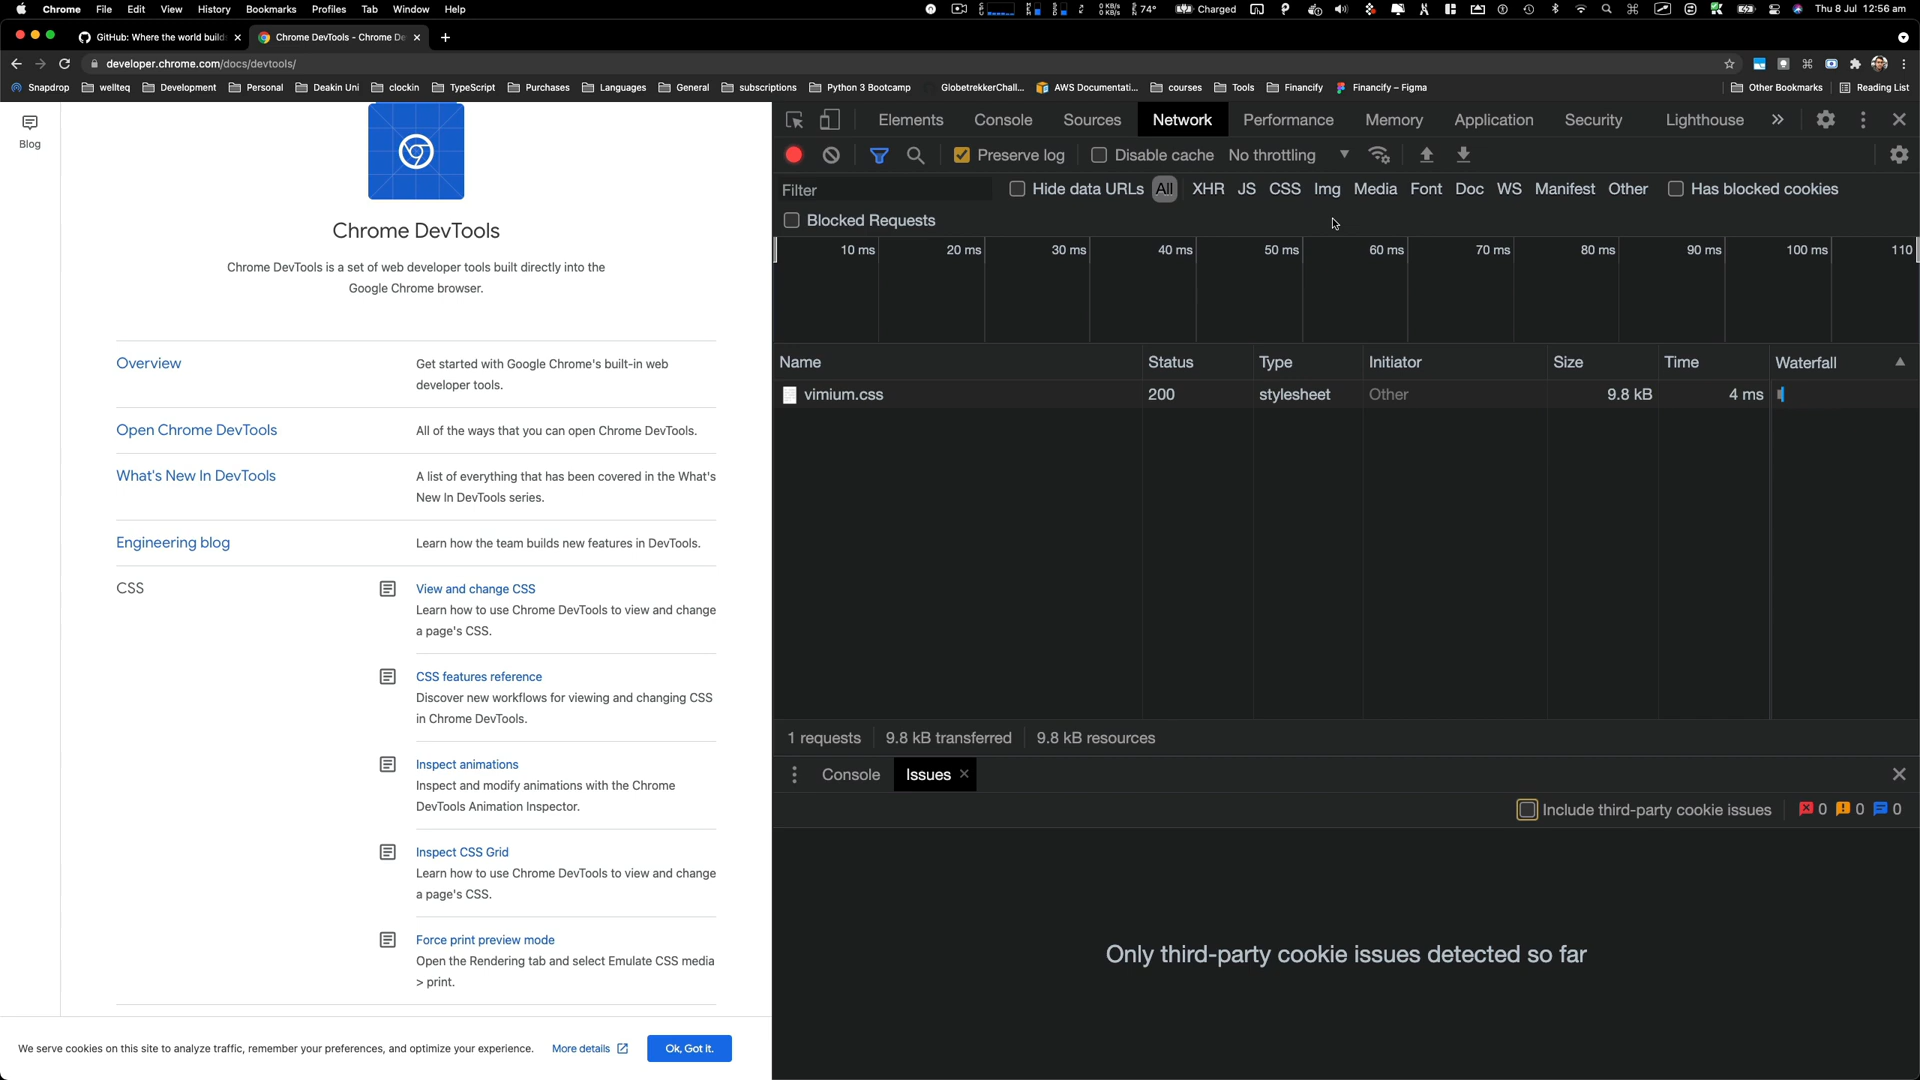 Chrome File Edit View History Bookmarks Profiles Tab Window Help
0 KB/s
0 KB/s
74° Charged
Thu 8 Jul 12:56 am
GitHub: Where the world build
Chrome DevTools - Chrome De
developer.chrome.com/docs/devtools/
Snapdrop wellteq Development Personal Deakin Uni clockin TypeScript Purchases Languages General subscriptions Python 3 Bootcamp GlobetrekkerChall... AWS Documentati... courses Tools Financify Financify – Figma Other Bookmarks Reading List
Blog
Chrome DevTools
Chrome DevTools is a set of web developer tools built directly into the
Google Chrome browser.
Overview
Get started with Google Chrome's built-in web
developer tools.
Open Chrome DevTools
All of the ways that you can open Chrome DevTools.
What's New In DevTools
A list of everything that has been covered in the What's
New In DevTools series.
Engineering blog
Learn how the team builds new features in DevTools.
CSS
View and change CSS
Learn how to use Chrome DevTools to view and change
a page's CSS.
CSS features reference
Discover new workflows for viewing and changing CSS
in Chrome DevTools.
Inspect animations
Inspect and modify animations with the Chrome
DevTools Animation Inspector.
Inspect CSS Grid
Learn how to use Chrome DevTools to view and change
a page's CSS.
Force print preview mode
Open the Rendering tab and select Emulate CSS media
> print.
We serve cookies on this site to analyze traffic, remember your preferences, and optimize your experience. More details Ok, Got it.
Elements Console Sources Network Performance Memory Application Security Lighthouse
Preserve log Disable cache No throttling
Filter Hide data URLs All XHR JS CSS Img Media Font Doc WS Manifest Other Has blocked cookies
Blocked Requests
10 ms 20 ms 30 ms 40 ms 50 ms 60 ms 70 ms 80 ms 90 ms 100 ms 110
Name Status Type Initiator Size Time Waterfall
vimium.css 200 stylesheet Other 9.8 kB 4 ms
1 requests 9.8 kB transferred 9.8 kB resources
Console Issues
Include third-party cookie issues 0 0 0
Only third-party cookie issues detected so far